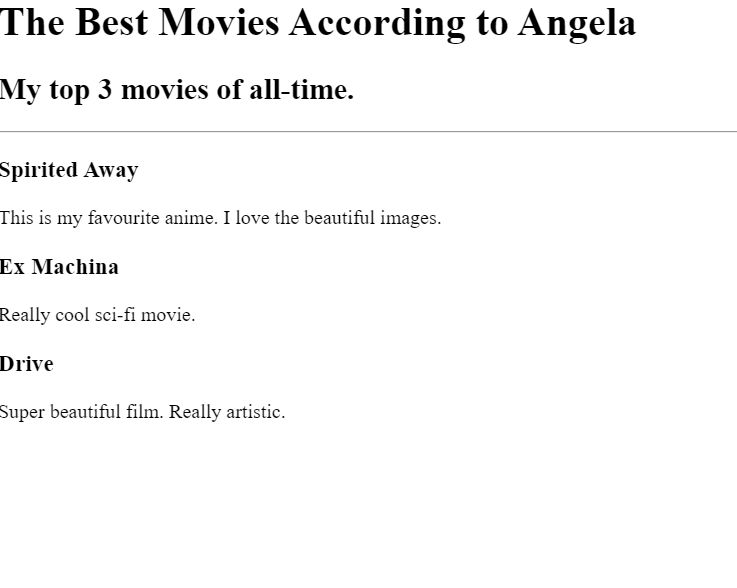 The Best Movies According to Angela
My top 3 movies of all-time.
Spirited Away
This is my favourite anime. I love the beautiful images.
Ex Machina
Really cool sci-fi movie.
Drive
Super beautiful film. Really artistic.